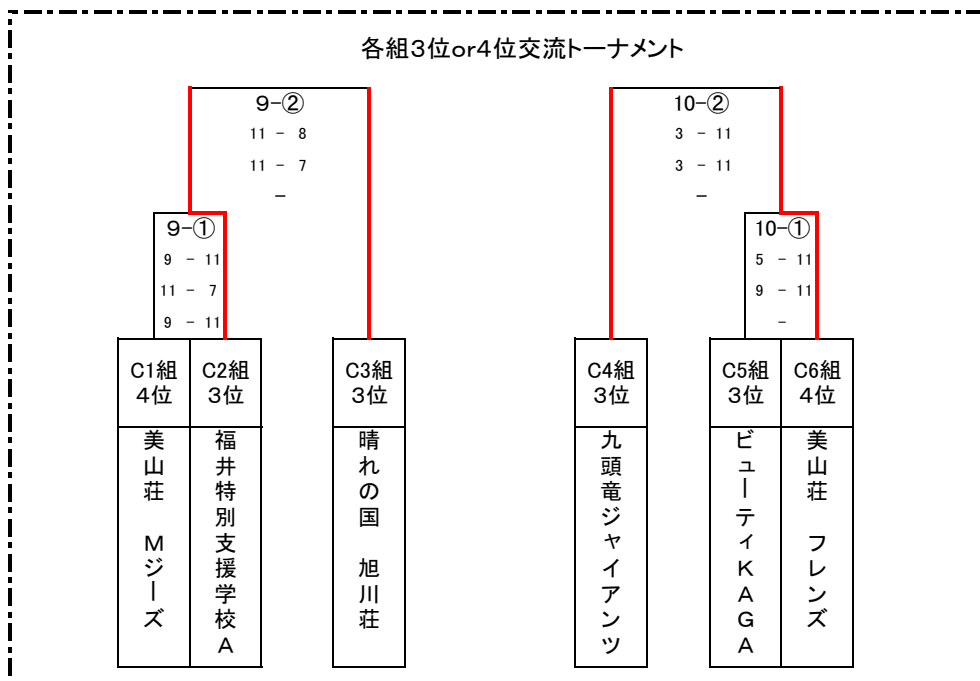 各組3位or4位交流トーナメント
9-②
11 - 8
11 - 7
-
10-②
3 - 11
3 - 11
-
9-①
9 - 11
11 - 7
9 - 11
10-①
5 - 11
9 - 11
-
C1組
4位
C2組
3位
C3組
3位
C4組
3位
C5組
3位
C6組
4位
美山荘 Mジーズ
福井特別支援学校A
晴れの国 旭川荘
九頭竜ジャイアンツ
ビューティKAGA
美山荘 フレンズ